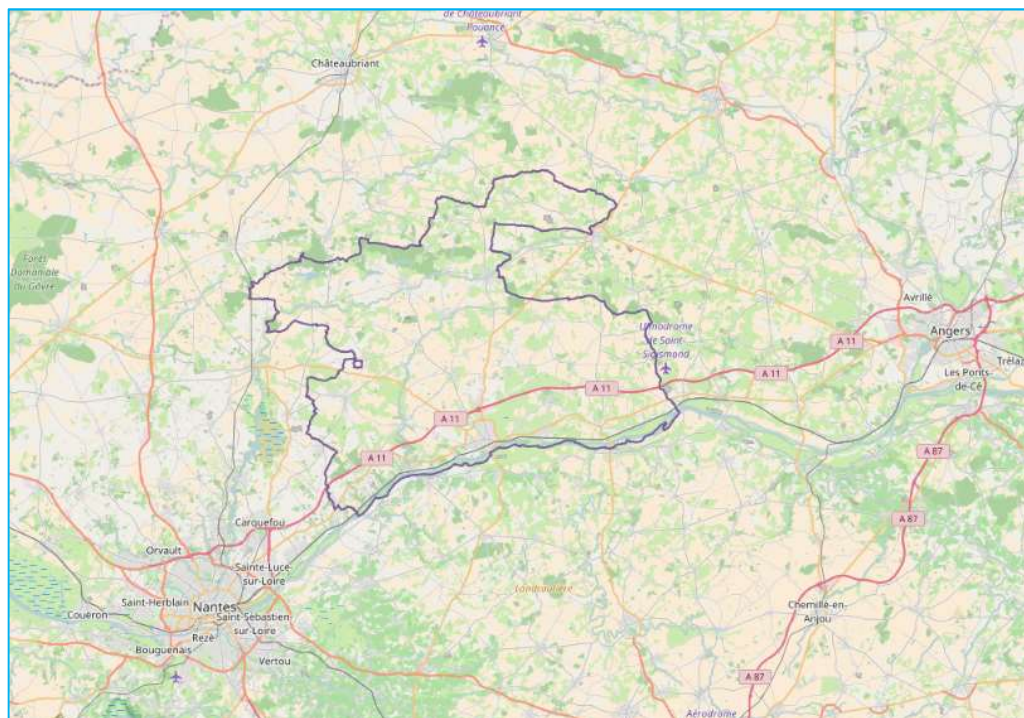 de Châteaubriant
Pouancé
Châteaubriant
Forêt
Domaniale
du Gâvre
Ulmodrome
de Saint
Sigismond
Avrillé
Angers
Trélaz
Les Ponts-
de-Cé
A 11
A 11
A 11
A 11
A 11
A 87
A 87
A 87
Carquefou
Orvault
Sainte-Luce-
sur-Loire
Saint-Herblain
Nantes
Couëron
Saint-Sébastien-
sur-Loire
Rezé
Bouguenais
Vertou
Landaulière
Chemillé-en-
Anjou
Aérodrome